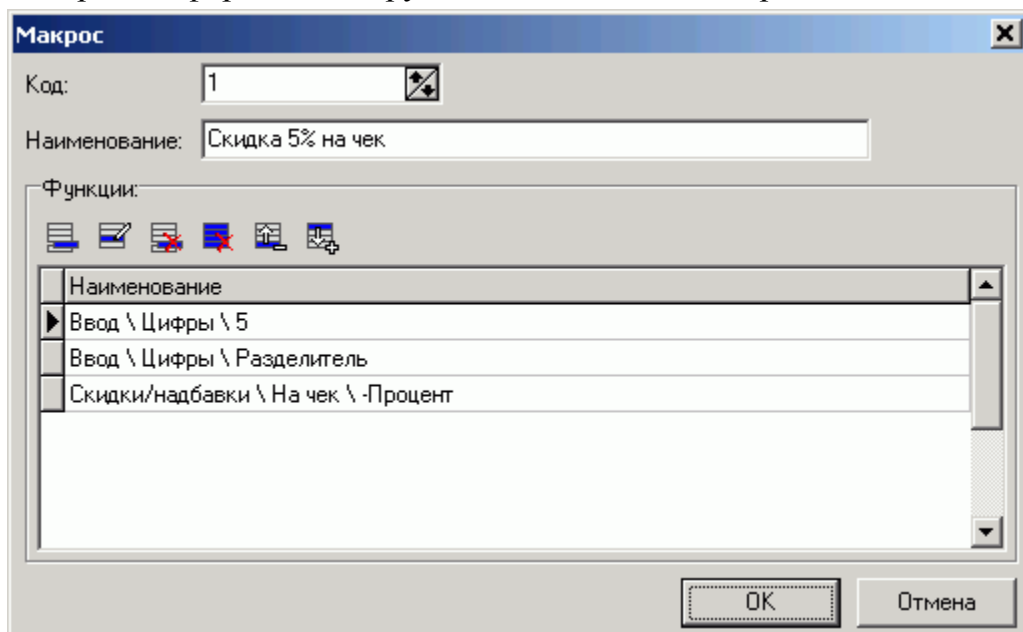 Макрос
Код: 1
Наименование: Скидка 5% на чек
Функции:
Наименование
Ввод \ Цифры \ 5
Ввод \ Цифры \ Разделитель
Скидки/надбавки \ На чек \ -Процент
OK Отмена